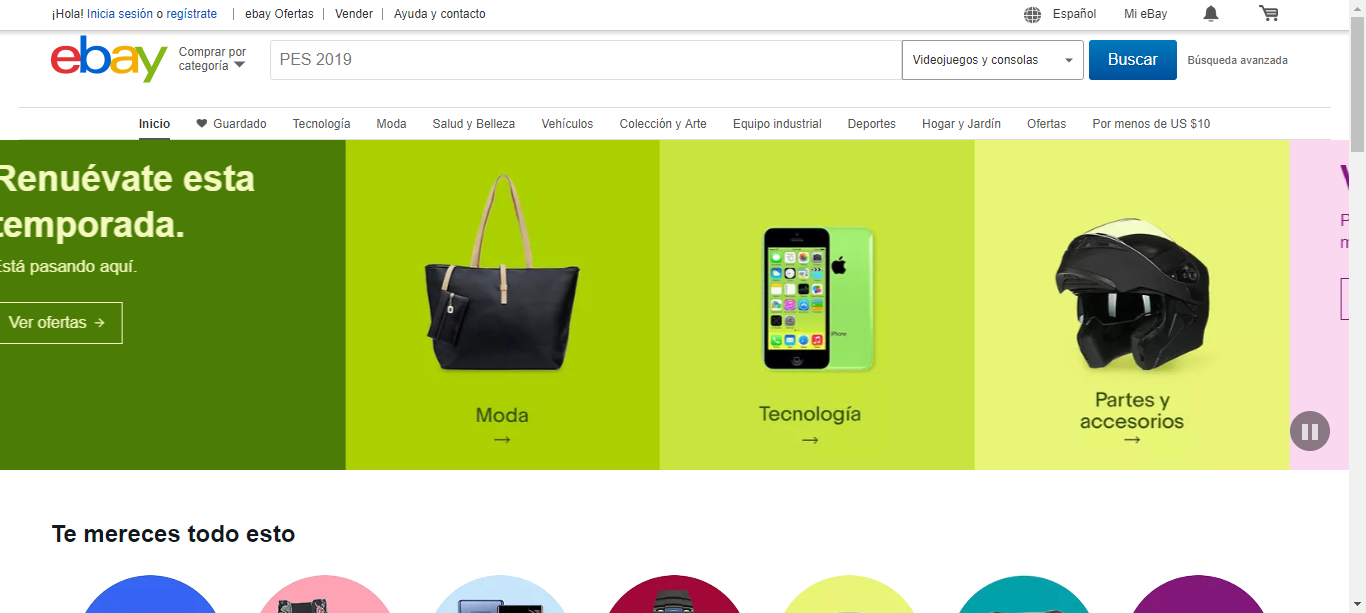 ¡Hola! Inicia sesión o regístrate
ebay Ofertas
Vender
Ayuda y contacto
Español
Mi eBay
ebay
Comprar por
categoría
PES 2019
Videojuegos y consolas
Buscar
Búsqueda avanzada
Inicio
Guardado
Tecnología
Moda
Salud y Belleza
Vehículos
Colección y Arte
Equipo industrial
Deportes
Hogar y Jardín
Ofertas
Por menos de US $10
Renuévate esta
temporada.
Está pasando aquí.
Ver ofertas →
Moda
→
Tecnología
→
Partes y
accesorios
→
iPhone
Te mereces todo esto